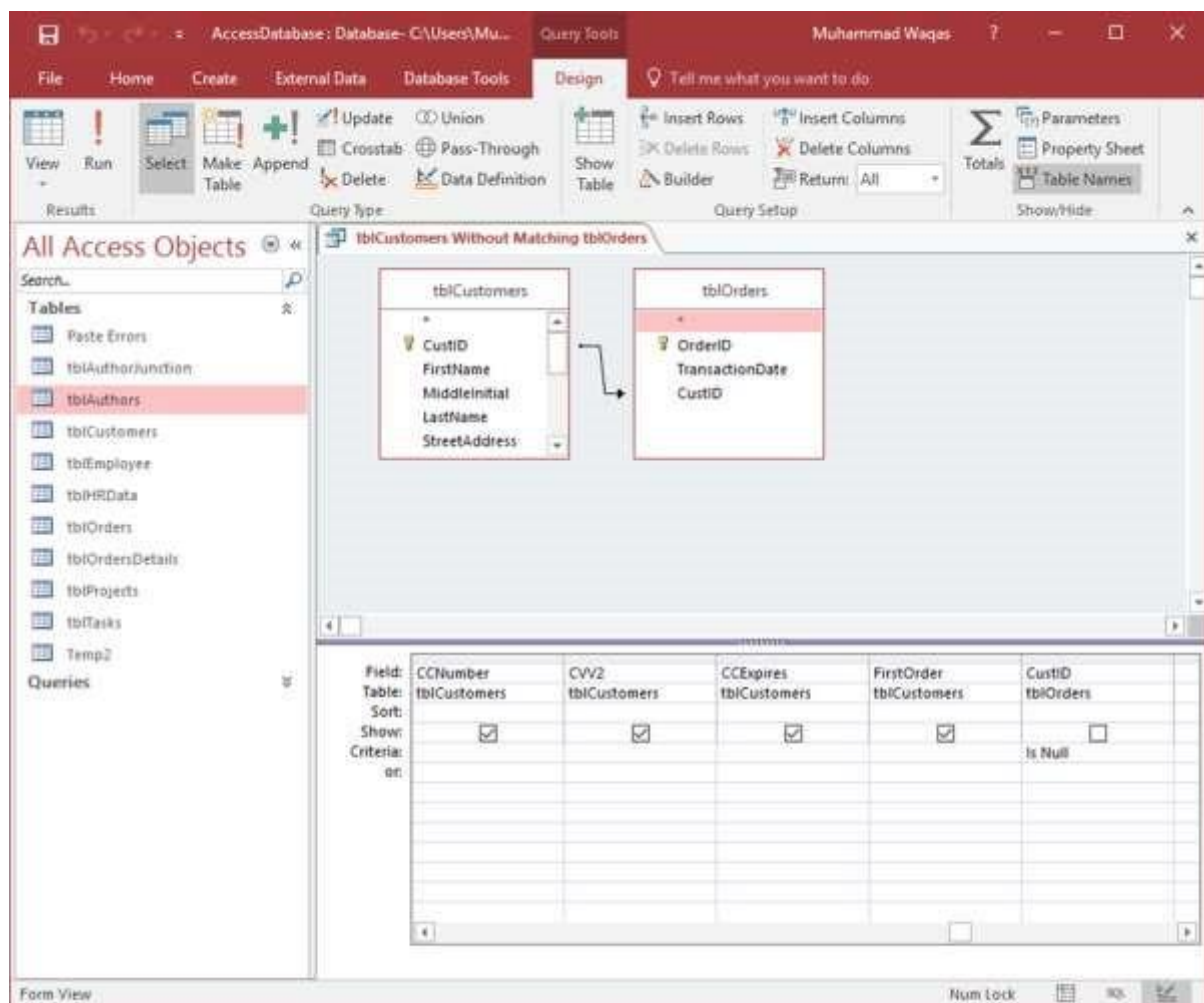 AccessDatabase : Database- C:\Users\Mu...
Query Tools
Muhammad Waqas
?
File Home Create External Data Database Tools Design Tell me what you want to do
View
Run
Select
Make Table
Append
Update
Crosstab
Delete
Union
Pass-Through
Data Definition
Show Table
Insert Rows
Delete Rows
Builder
Insert Columns
Delete Columns
Return: All
Totals
Parameters
Property Sheet
Table Names
Results
Query Type
Query Setup
Show/Hide
All Access Objects
Search...
Tables
Paste Errors
tblAuthorJunction
tblAuthors
tblCustomers
tblEmployee
tblHRData
tblOrders
tblOrdersDetails
tblProjects
tblTasks
Temp2
Queries
tblCustomers Without Matching tblOrders
tblCustomers
*
CustID
FirstName
MiddleInitial
LastName
StreetAddress
tblOrders
*
OrderID
TransactionDate
CustID
Field: CCNumber CVV2 CCExpires FirstOrder CustID
Table: tblCustomers tblCustomers tblCustomers tblCustomers tblOrders
Sort:
Show:
Criteria: Is Null
or:
Form View
Num Lock
SQL